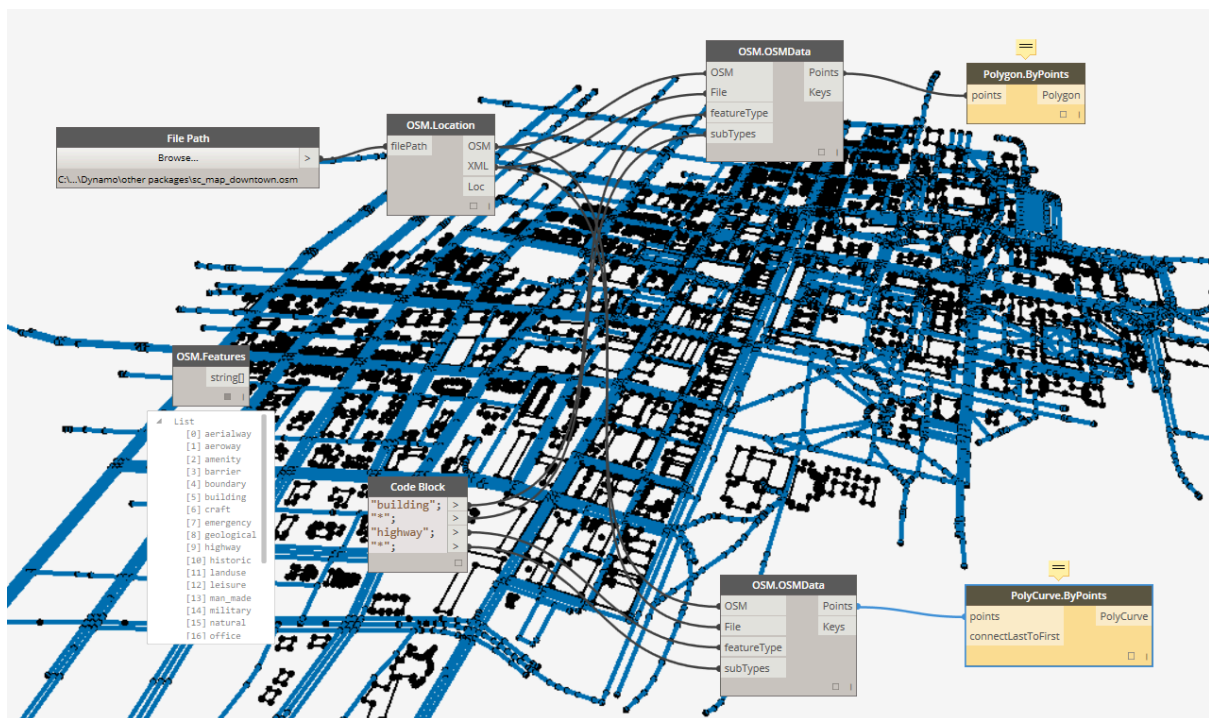 File Path
Browse...
>
C:\...\Dynamo\other packages\sc_map_downtown.osm
OSM.Location
filePath OSM
XML
Loc
OSM.OSMData
OSM Points
File Keys
featureType
subTypes
Polygon.ByPoints
points Polygon
OSM.Features
string[]
List
[0] aerialway
[1] aeroway
[2] amenity
[3] barrier
[4] boundary
[5] building
[6] craft
[7] emergency
[8] geological
[9] highway
[10] historic
[11] landuse
[12] leisure
[13] man_made
[14] military
[15] natural
[16] office
Code Block
"building"; >
"*"; >
"highway"; >
"*"; >
OSM.OSMData
OSM Points
File Keys
featureType
subTypes
PolyCurve.ByPoints
points PolyCurve
connectLastToFirst